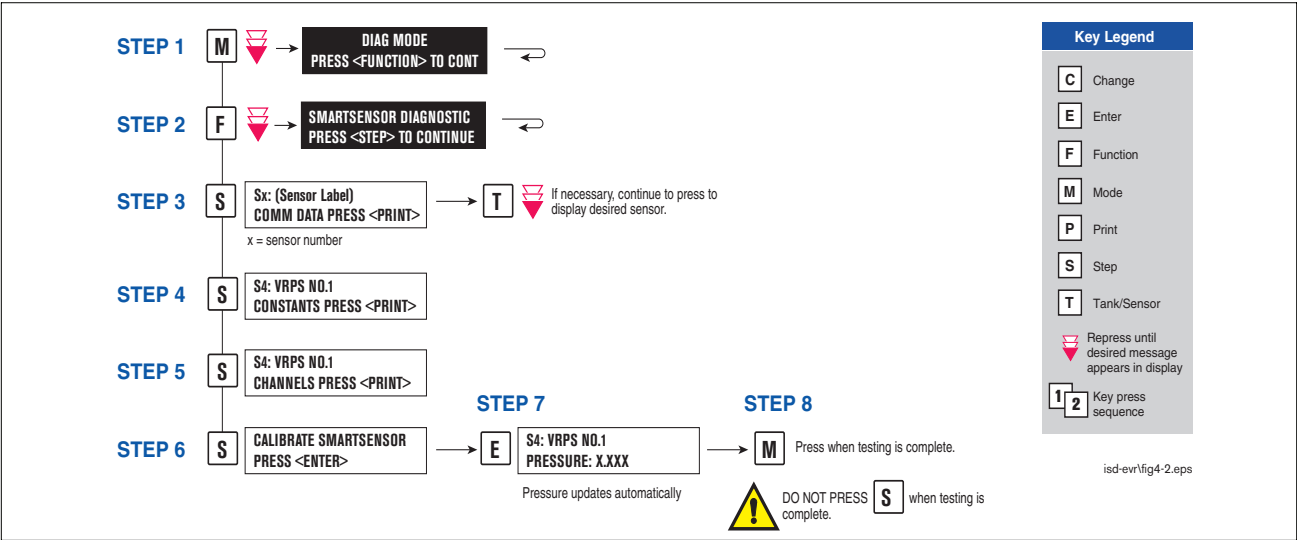 STEP 1
M
DIAG MODE
PRESS <FUNCTION> TO CONT
STEP 2
F
SMARTSENSOR DIAGNOSTIC
PRESS <STEP> TO CONTINUE
STEP 3
S
Sx: (Sensor Label)
COMM DATA PRESS <PRINT>
x = sensor number
T
If necessary, continue to press to
display desired sensor.
STEP 4
S
S4: VRPS NO.1
CONSTANTS PRESS <PRINT>
STEP 5
S
S4: VRPS NO.1
CHANNELS PRESS <PRINT>
STEP 6
S
CALIBRATE SMARTSENSOR
PRESS <ENTER>
STEP 7
E
S4: VRPS NO.1
PRESSURE: X.XXX
Pressure updates automatically
STEP 8
M
Press when testing is complete.
!
DO NOT PRESS S when testing is
complete.
Key Legend
C Change
E Enter
F Function
M Mode
P Print
S Step
T Tank/Sensor
Repress until
desired message
appears in display
1 2 Key press
sequence
isd-evr\fig4-2.eps